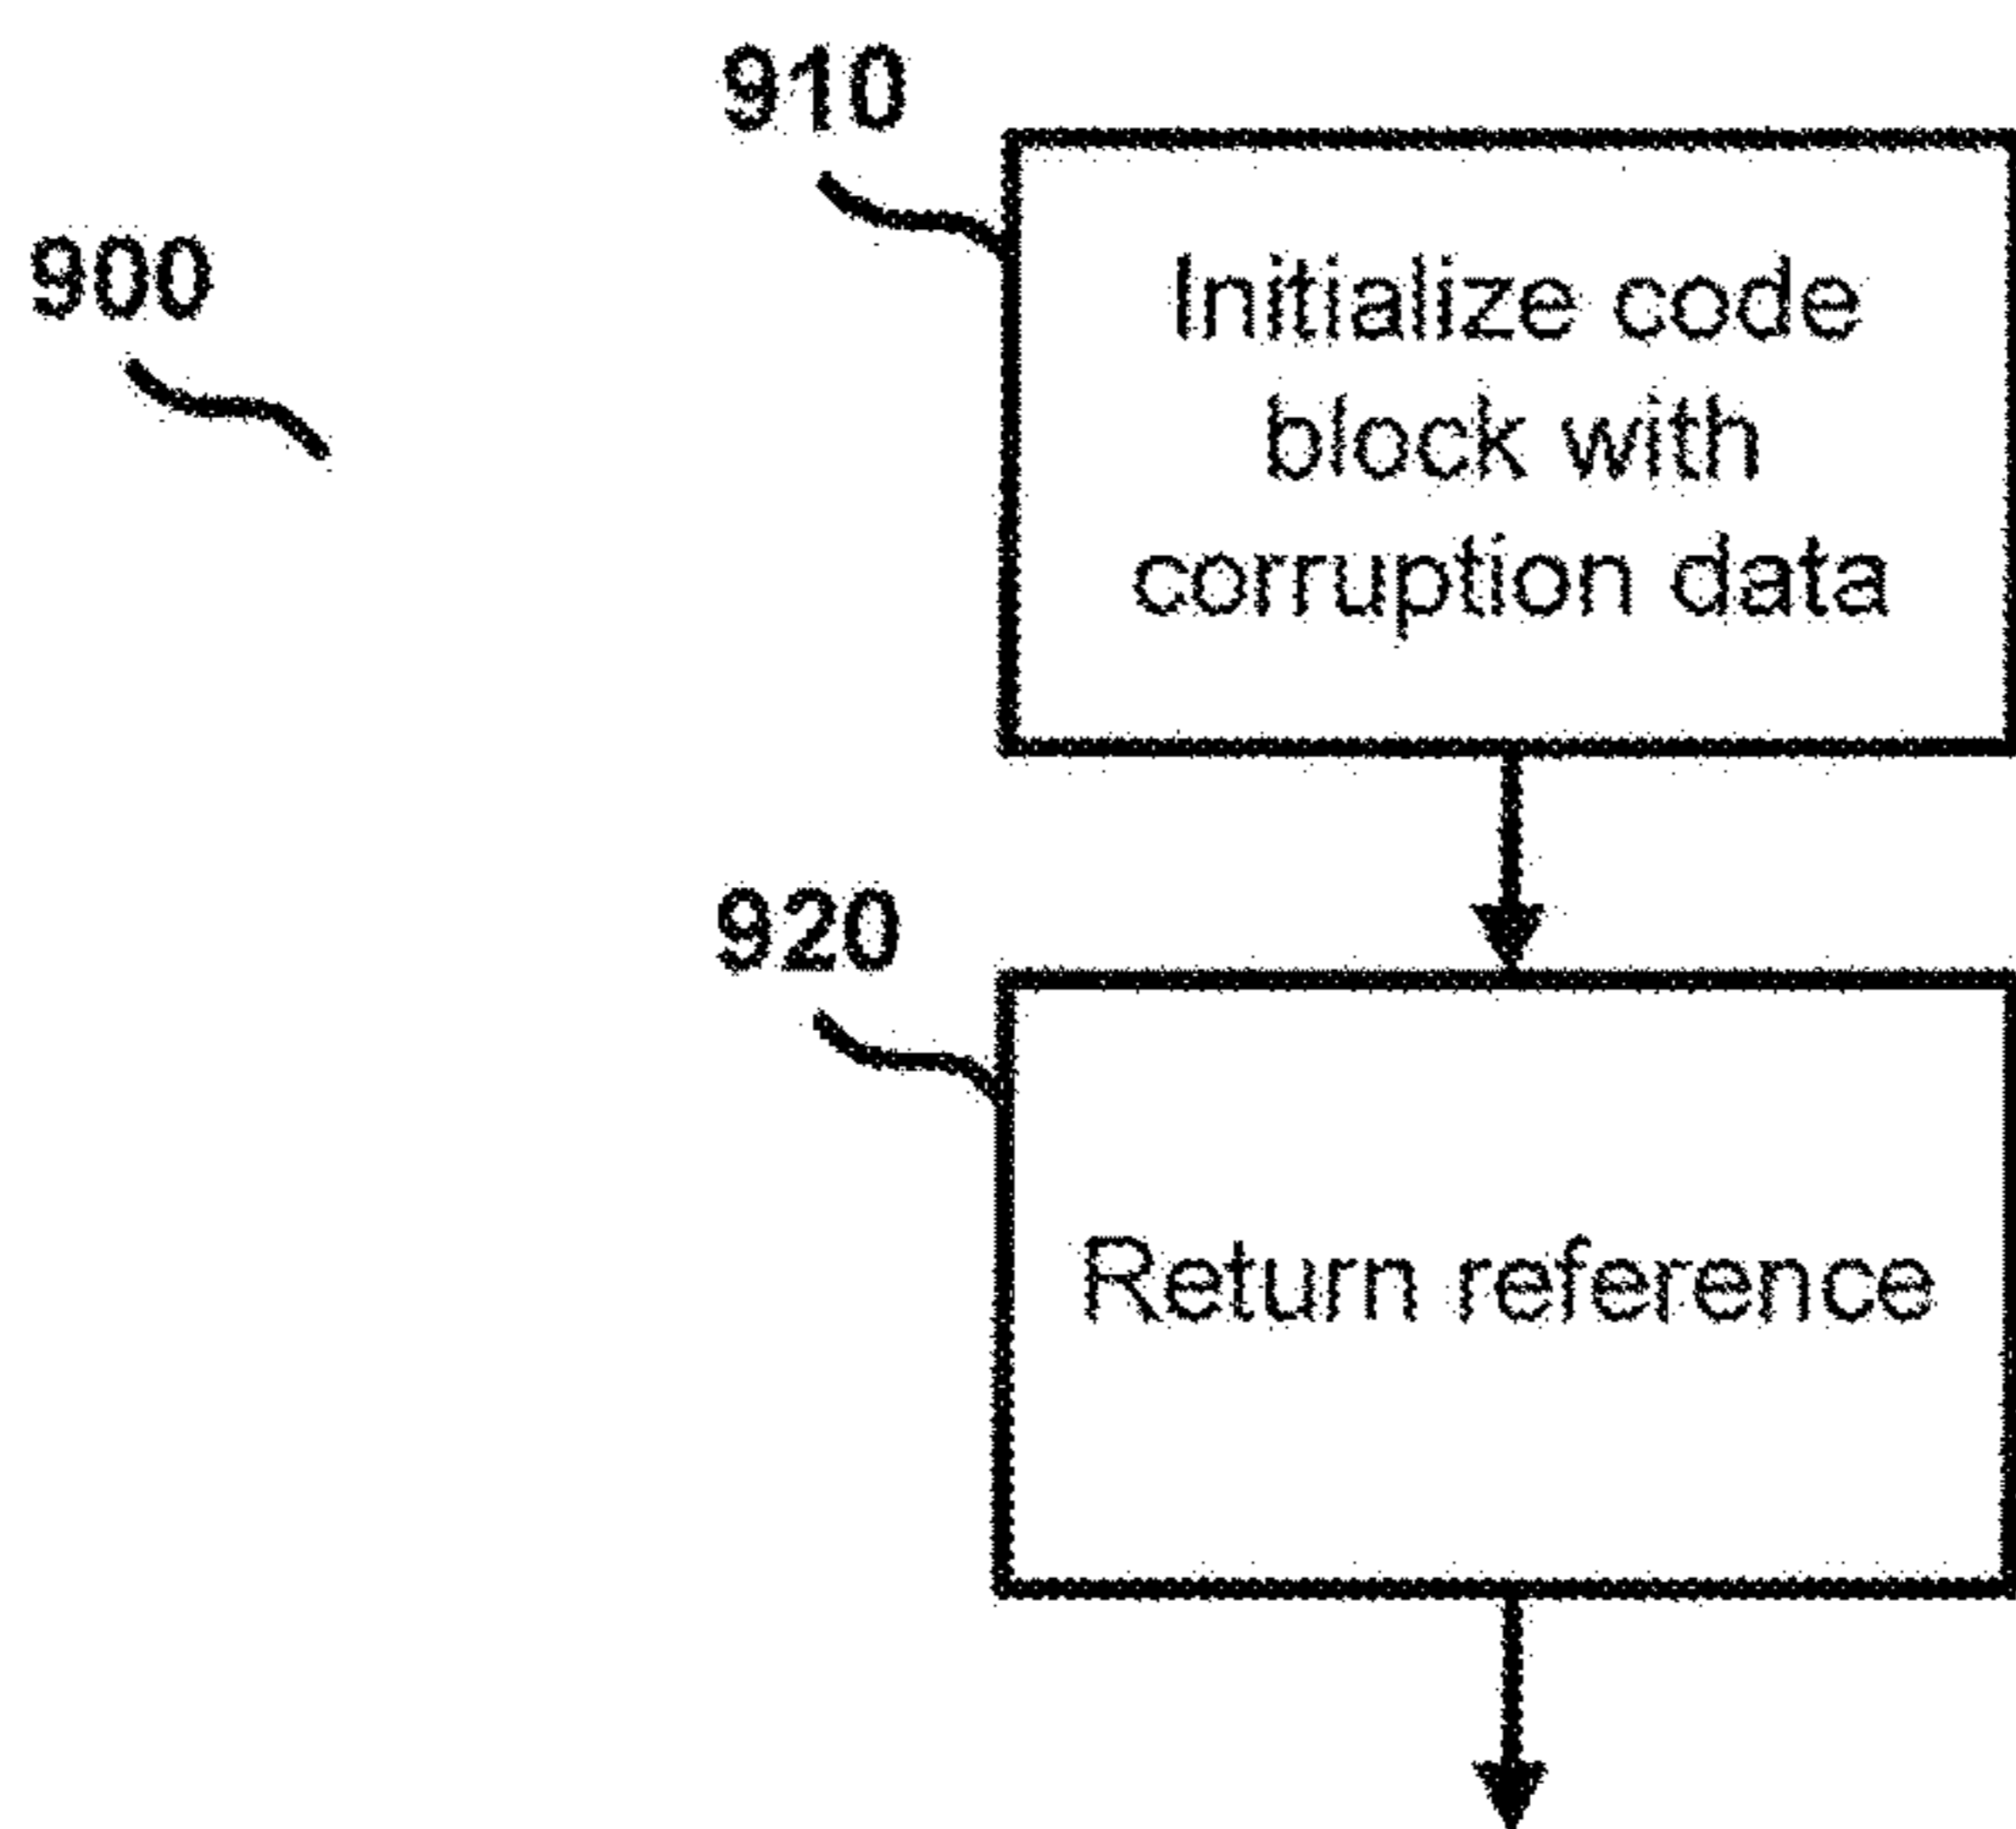 910
900
Initialize code
block with
corruption data
920
Return reference